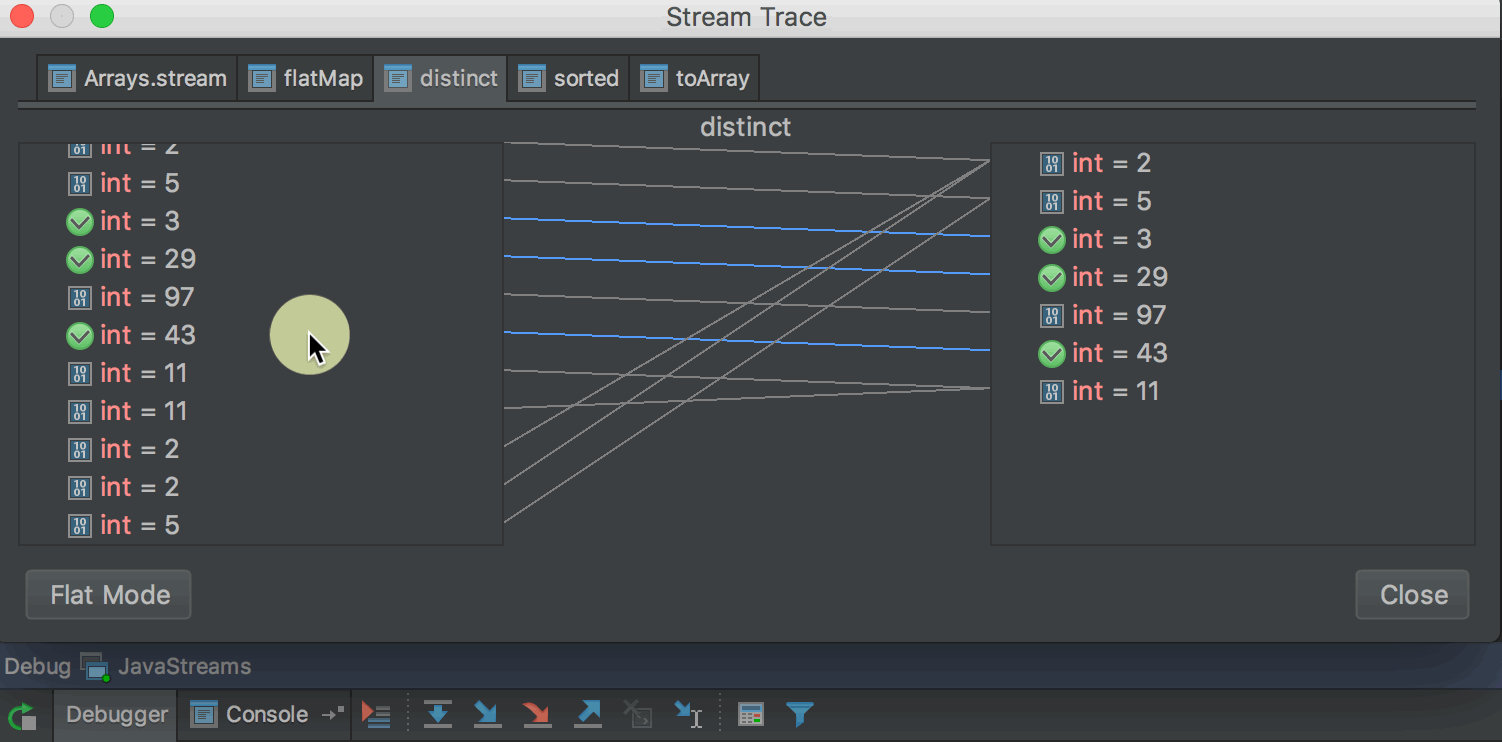 Stream Trace
Arrays.stream flatMap distinct sorted toArray
distinct
int = 2
int = 5
int = 3
int = 29
int = 97
int = 43
int = 11
int = 11
int = 2
int = 2
int = 5
int = 2
int = 5
int = 3
int = 29
int = 97
int = 43
int = 11
Flat Mode
Close
Debug JavaStreams
Debugger Console